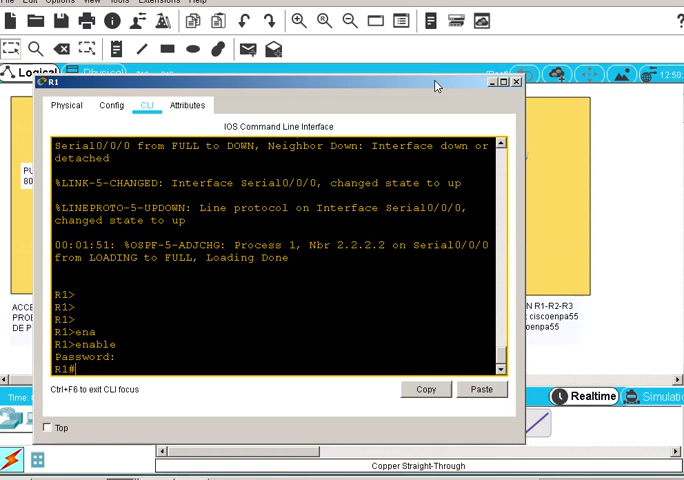 File Edit Options View Tools Extensions Window Help
Logical
Physical
12:50
R1
Physical Config CLI Attributes
IOS Command Line Interface
Serial0/0/0 from FULL to DOWN, Neighbor Down: Interface down or
detached
%LINK-5-CHANGED: Interface Serial0/0/0, changed state to up
%LINEPROTO-5-UPDOWN: Line protocol on Interface Serial0/0/0,
changed state to up
00:01:51: %OSPF-5-ADJCHG: Process 1, Nbr 2.2.2.2 on Serial0/0/0
from LOADING to FULL, Loading Done
R1>
R1>
R1>
R1>ena
R1>enable
Password:
R1#
Ctrl+F6 to exit CLI focus
Copy
Paste
Top
PU
80
ACCE
PROB
DE P
N R1-R2-R3
t ciscoenpa55
Time:
Realtime
Simulatio
Copper Straight-Through